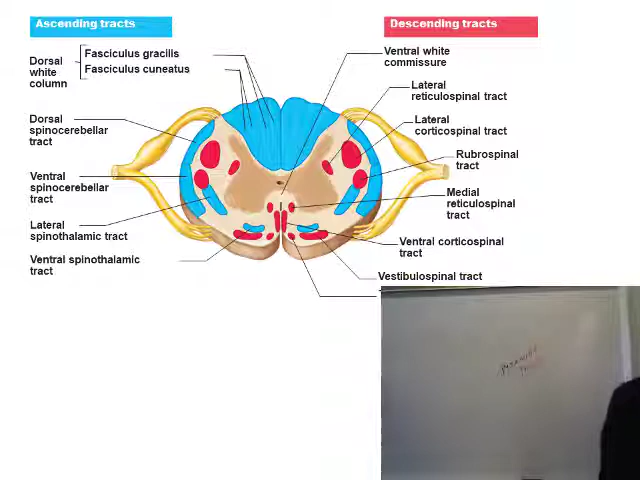 Ascending tracts
Descending tracts
Dorsal
white
column
Fasciculus gracilis
Fasciculus cuneatus
Dorsal
spinocerebellar
tract
Ventral
spinocerebellar
tract
Lateral
spinothalamic tract
Ventral spinothalamic
tract
Ventral white
commissure
Lateral
reticulospinal tract
Lateral
corticospinal tract
Rubrospinal
tract
Medial
reticulospinal
tract
Ventral corticospinal
tract
Vestibulospinal tract